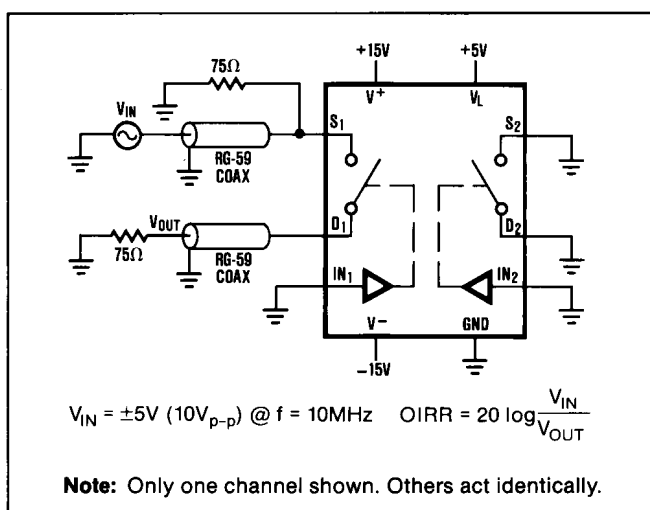 +15V +5V
75Ω
V+ VL
VIN S1 S2
RG-59
COAX
VOUT D1 D2
75Ω RG-59
COAX
IN1 IN2
V− GND
−15V
VIN = ±5V (10Vp-p) @ f = 10MHz OIRR = 20 log VIN/VOUT
Note: Only one channel shown. Others act identically.